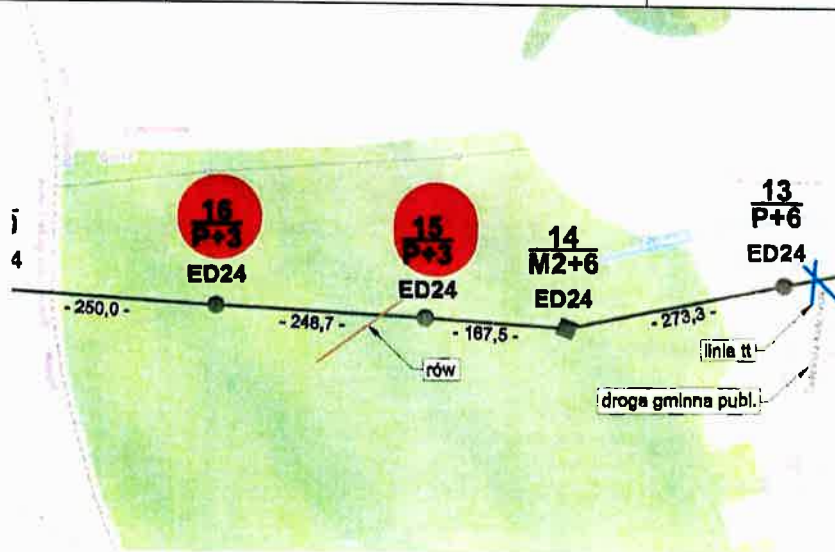 16
P+3
ED24
15
P+3
ED24
14
M2+6
ED24
13
P+6
ED24
4
- 250,0 -
- 248,7 -
- 167,5 -
- 273,3 -
rów
linia tt
droga gminna publ.